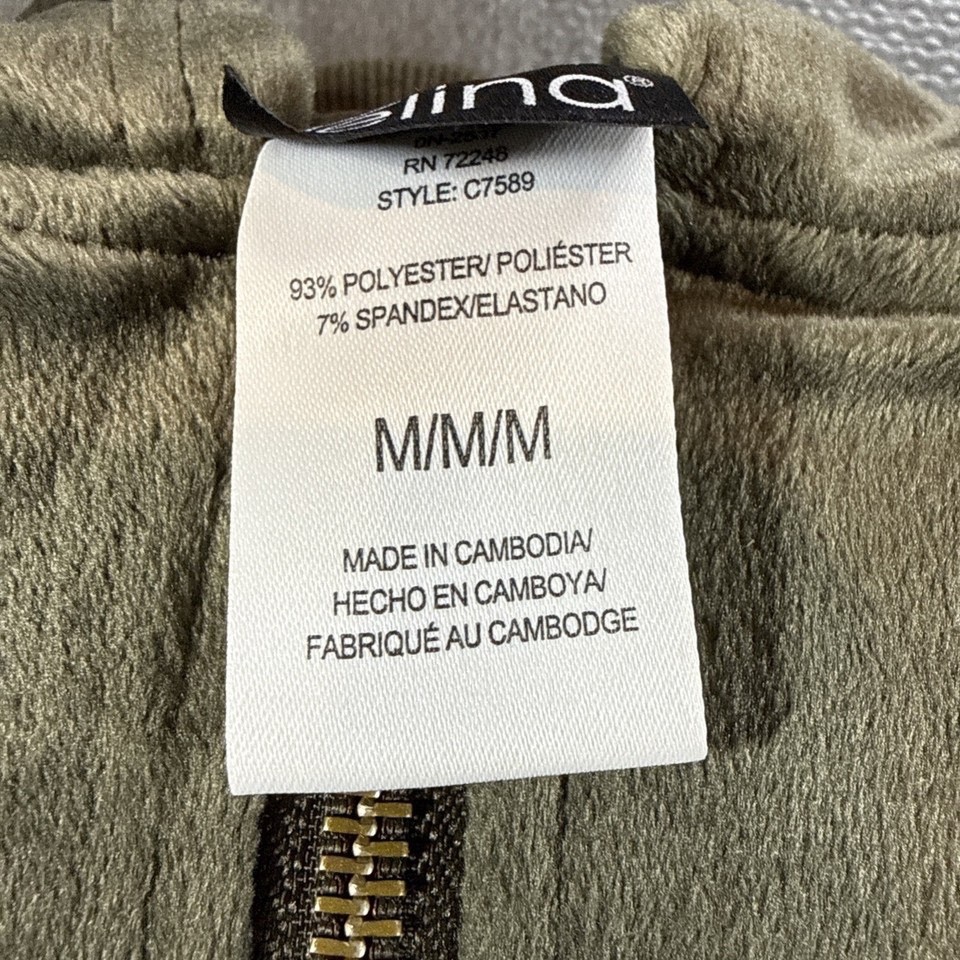 RN 72248
STYLE: C7589
93% POLYESTER/ POLIÉSTER
7% SPANDEX/ELASTANO
M/M/M
MADE IN CAMBODIA/
HECHO EN CAMBOYA/
FABRIQUÉ AU CAMBODGE